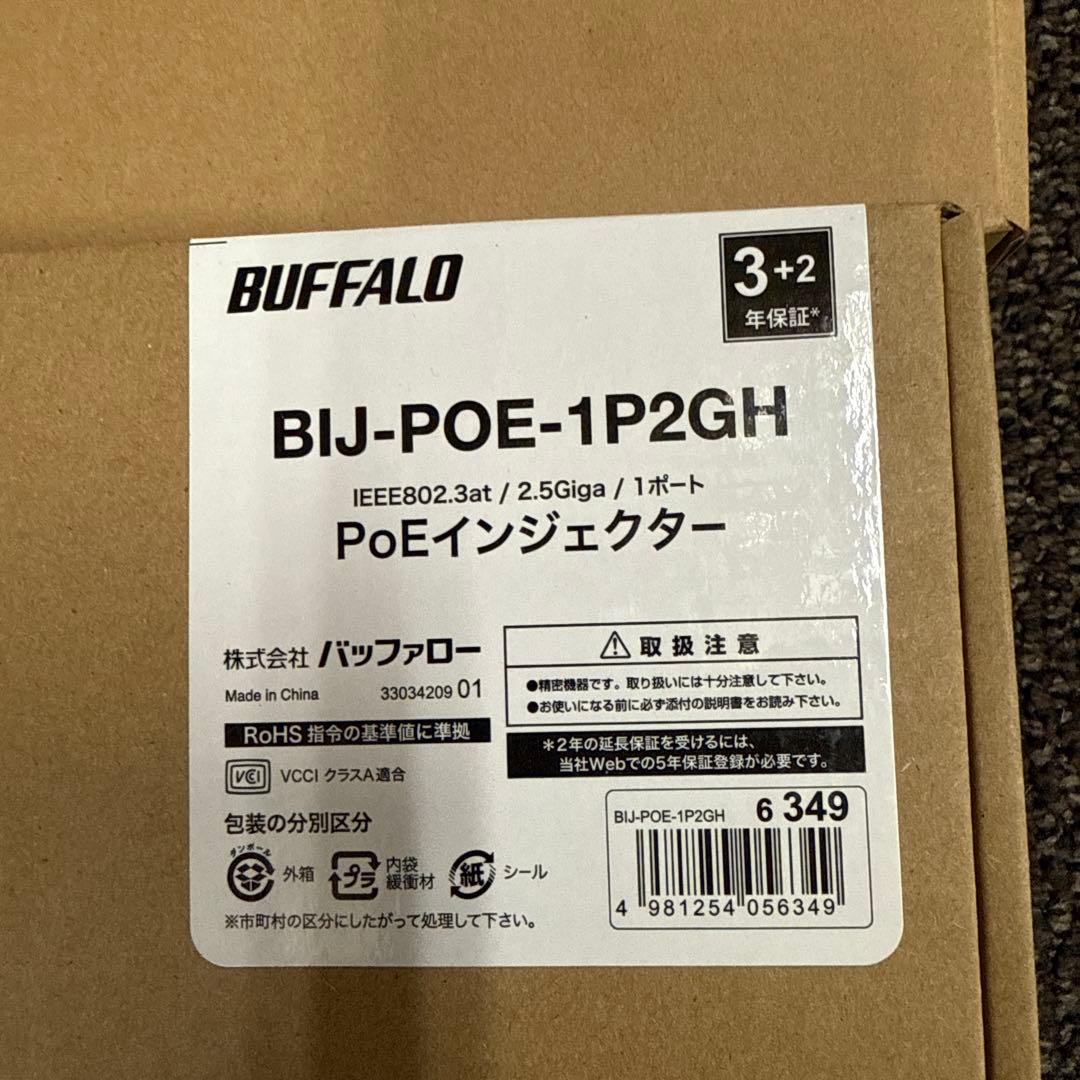 BUFFALO
3+2
年保証*
BIJ-POE-1P2GH
IEEE802.3at / 2.5Giga / 1ポート
PoEインジェクター
株式会社 バッファロー
Made in China 33034209 01
RoHS 指令の基準値に準拠
VCCI VCCI クラスA適合
包装の分別区分
ダンボール 外箱 プラ 内袋 緩衝材 紙 シール
※市町村の区分にしたがって処理して下さい。
⚠ 取扱注意
●精密機器です。取り扱いには十分注意して下さい。
●お使いになる前に必ず添付の説明書をお読み下さい。
*2年の延長保証を受けるには、
当社Webでの5年保証登録が必要です。
BIJ-POE-1P2GH 6 349
4 981254 056349